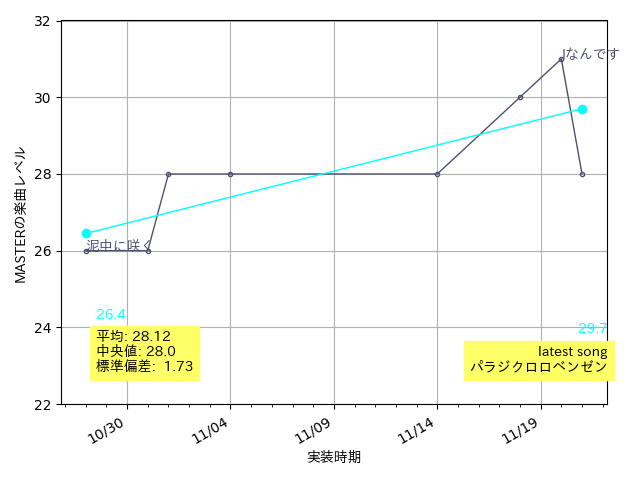 32
30
28
26
24
22
MASTERの楽曲レベル
Iなんです
泥中に咲く
26.4
29.7
平均: 28.12
中央値: 28.0
標準偏差: 1.73
latest song
パラジクロロベンゼン
10/30
11/04
11/09
11/14
11/19
実装時期